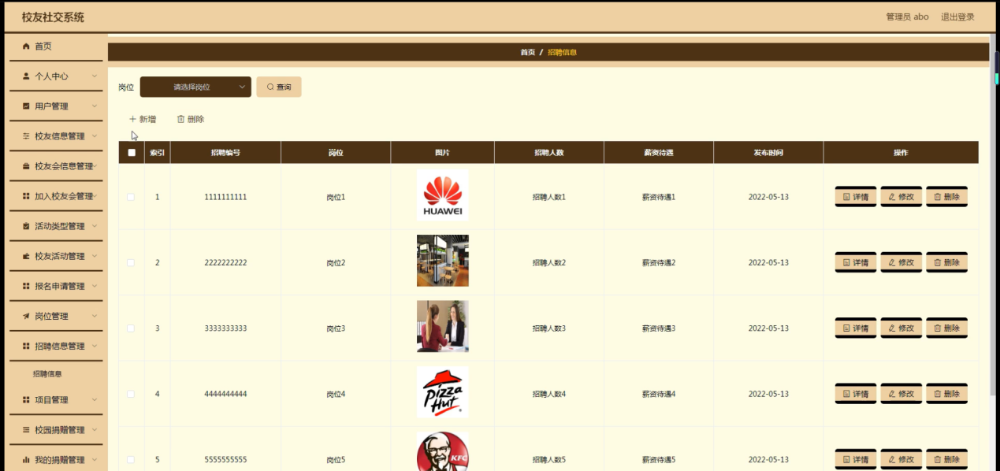 校友社交系统
管理员 abo 退出登录
首页
个人中心
用户管理
校友信息管理
校友会信息管理
加入校友会管理
活动类型管理
校友活动管理
报名申请管理
岗位管理
招聘信息管理
招聘信息
项目管理
校园捐赠管理
我的捐赠管理
首页 / 招聘信息
岗位 请选择岗位 查询
新增 删除
索引 招聘编号 岗位 图片 招聘人数 薪资待遇 发布时间 操作
1 1111111111 岗位1 HUAWEI 招聘人数1 薪资待遇1 2022-05-13 详情 修改 删除
2 2222222222 岗位2 招聘人数2 薪资待遇2 2022-05-13 详情 修改 删除
3 3333333333 岗位3 招聘人数3 薪资待遇3 2022-05-13 详情 修改 删除
4 4444444444 岗位4 Pizza Hut 招聘人数4 薪资待遇4 2022-05-13 详情 修改 删除
5 5555555555 岗位5 KFC 招聘人数5 薪资待遇5 2022-05-13 详情 修改 删除